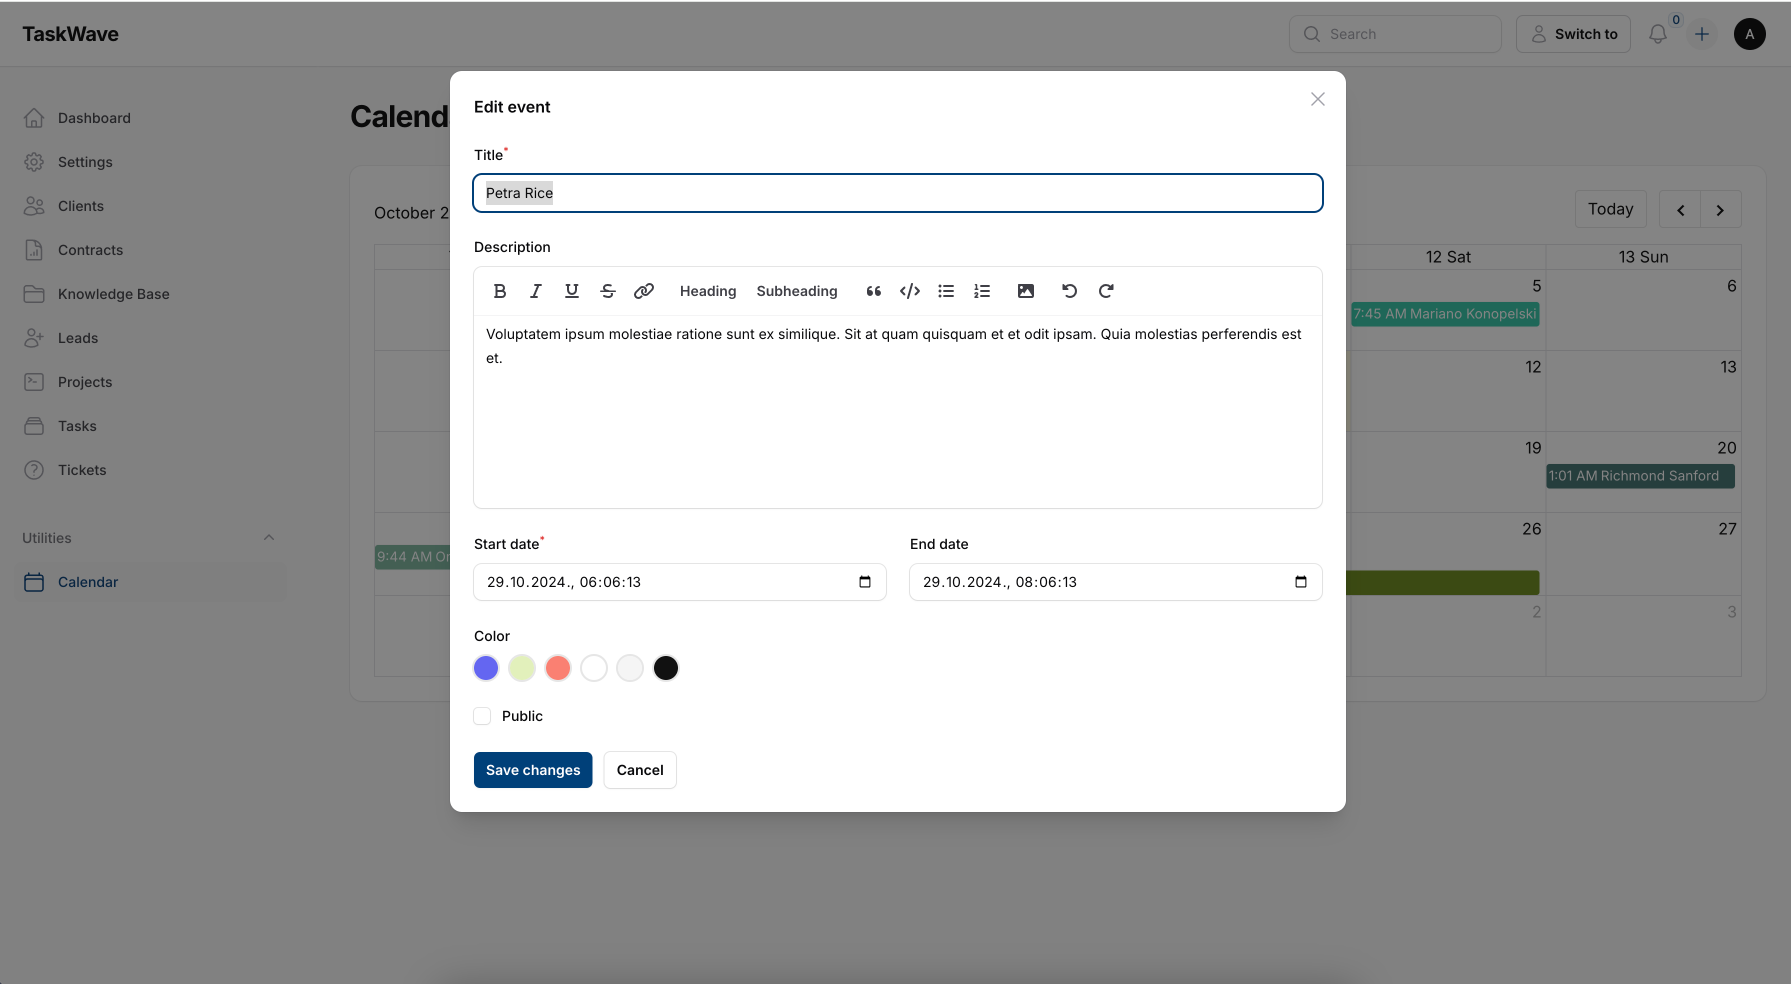 TaskWave
Search
Switch to
0
A
Dashboard
Settings
Clients
Contracts
Knowledge Base
Leads
Projects
Tasks
Tickets
Utilities
Calendar
Calend
October 2
9:44 AM Or
Edit event
Title*
Petra Rice
Description
Heading Subheading
Voluptatem ipsum molestiae ratione sunt ex similique. Sit at quam quisquam et et odit ipsam. Quia molestias perferendis est
et.
Start date*
29.10.2024., 06:06:13
End date
29.10.2024., 08:06:13
Color
Public
Save changes
Cancel
Today
12 Sat
13 Sun
5
6
7:45 AM Mariano Konopelski
12
13
19
20
1:01 AM Richmond Sanford
26
27
2
3